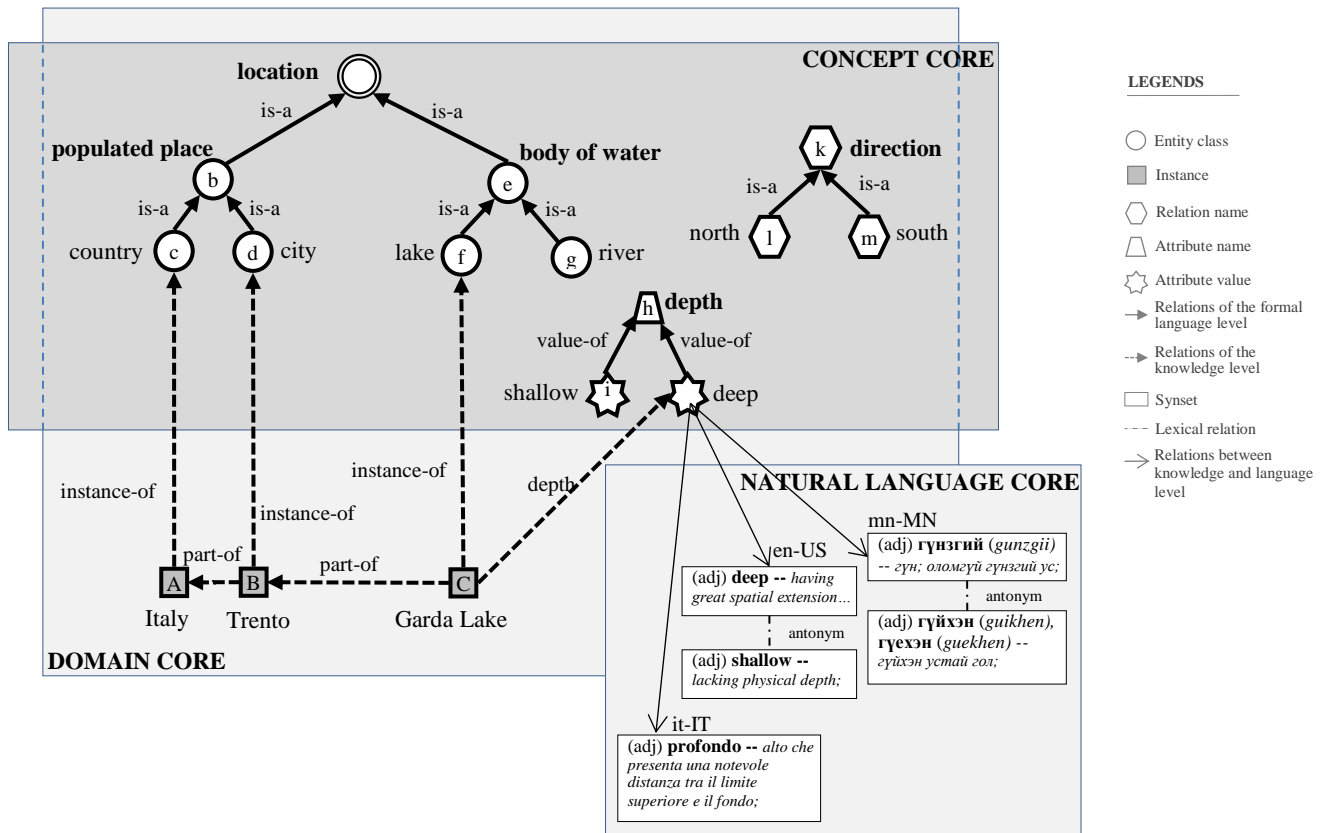 CONCEPT CORE
location
is-a
is-a
populated place
body of water
b
e
is-a
is-a
is-a
is-a
country
c
d
city
lake
f
g
river
k
direction
is-a
is-a
north
l
m
south
h
depth
value-of
value-of
shallow
i
deep
instance-of
instance-of
instance-of
depth
part-of
part-of
A
B
C
Italy
Trento
Garda Lake
DOMAIN CORE
NATURAL LANGUAGE CORE
mn-MN
(adj) гүнзгий (gunzgii)
-- гүн; оломгүй гүнзгий ус;
antonym
(adj) гүйхэн (guikhen),
гүехэн (guekhen) --
гүйхэн устай гол;
en-US
(adj) deep -- having
great spatial extension…
antonym
(adj) shallow --
lacking physical depth;
it-IT
(adj) profondo -- alto che
presenta una notevole
distanza tra il limite
superiore e il fondo;
LEGENDS
Entity class
Instance
Relation name
Attribute name
Attribute value
Relations of the formal
language level
Relations of the
knowledge level
Synset
Lexical relation
Relations between
knowledge and language
level